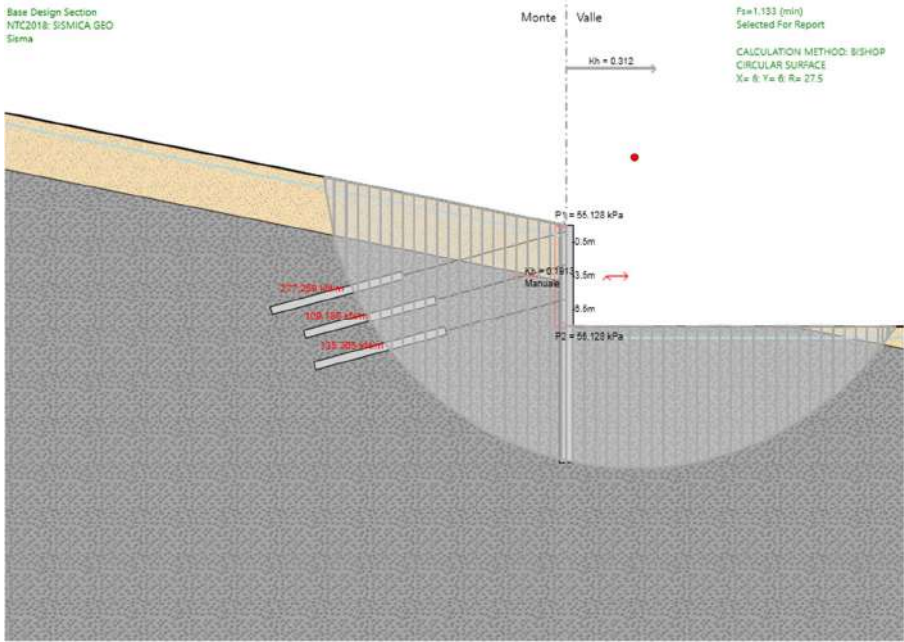 Base Design Section
NTC2018: SISMICA GEO
Sisma
Monte
Valle
Fs=1.133 (min)
Selected For Report
CALCULATION METHOD: BISHOP
CIRCULAR SURFACE
X= 6; Y= 6; R= 27.5
Kh = 0.312
P1 = 55.128 kPa
0.5m
3.5m
Manuale
P2 = 55.128 kPa